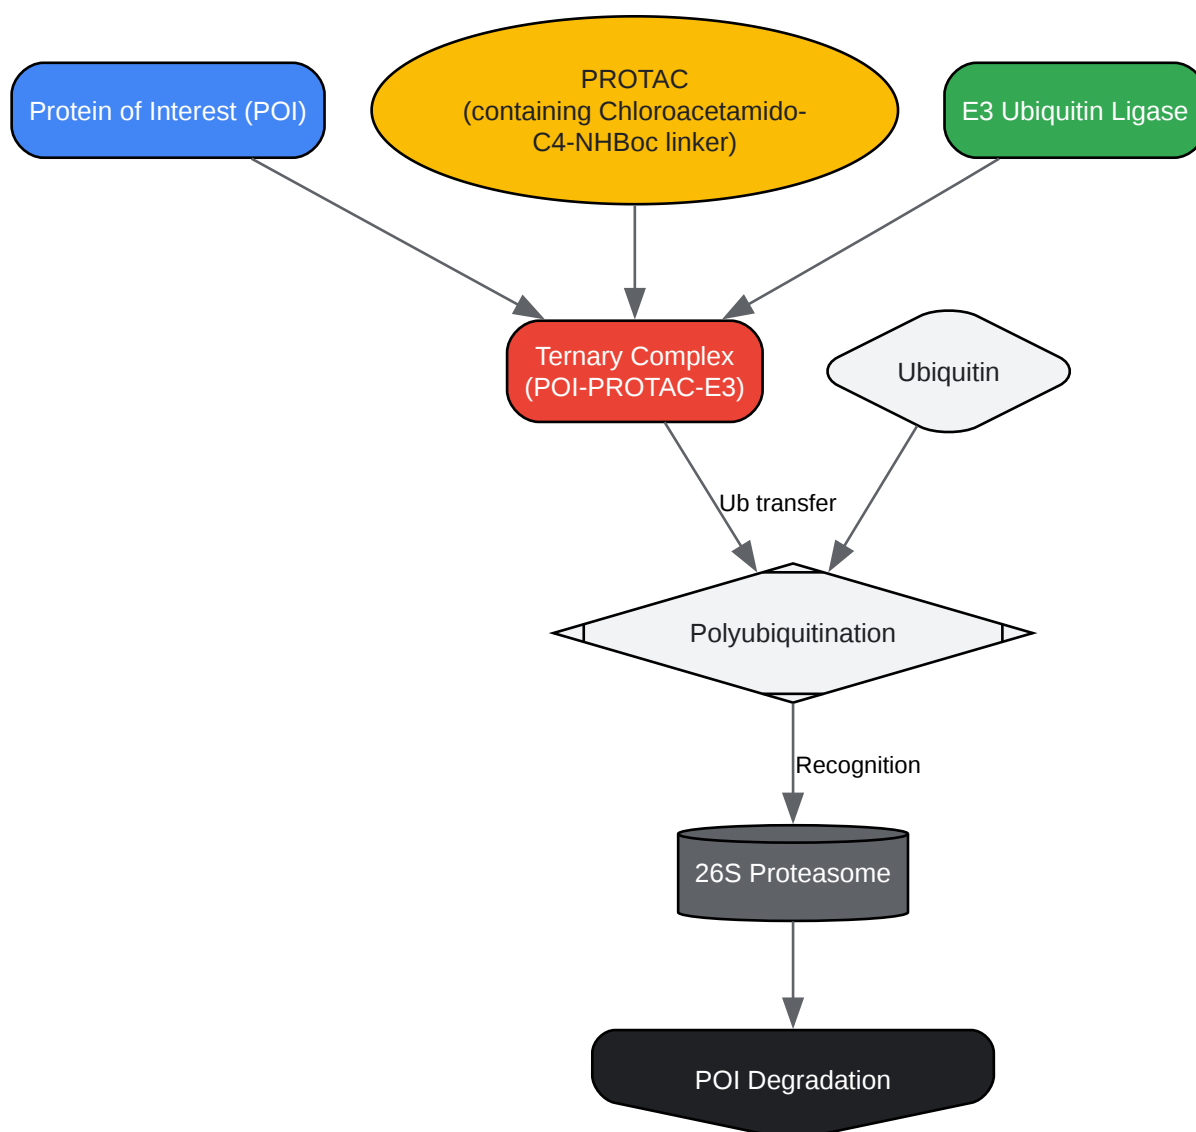 Protein of Interest (POI)
PROTAC
(containing Chloroacetamido-
C4-NHBoc linker)
E3 Ubiquitin Ligase
Ternary Complex
(POI-PROTAC-E3)
Ubiquitin
Ub transfer
Polyubiquitination
Recognition
26S Proteasome
POI Degradation